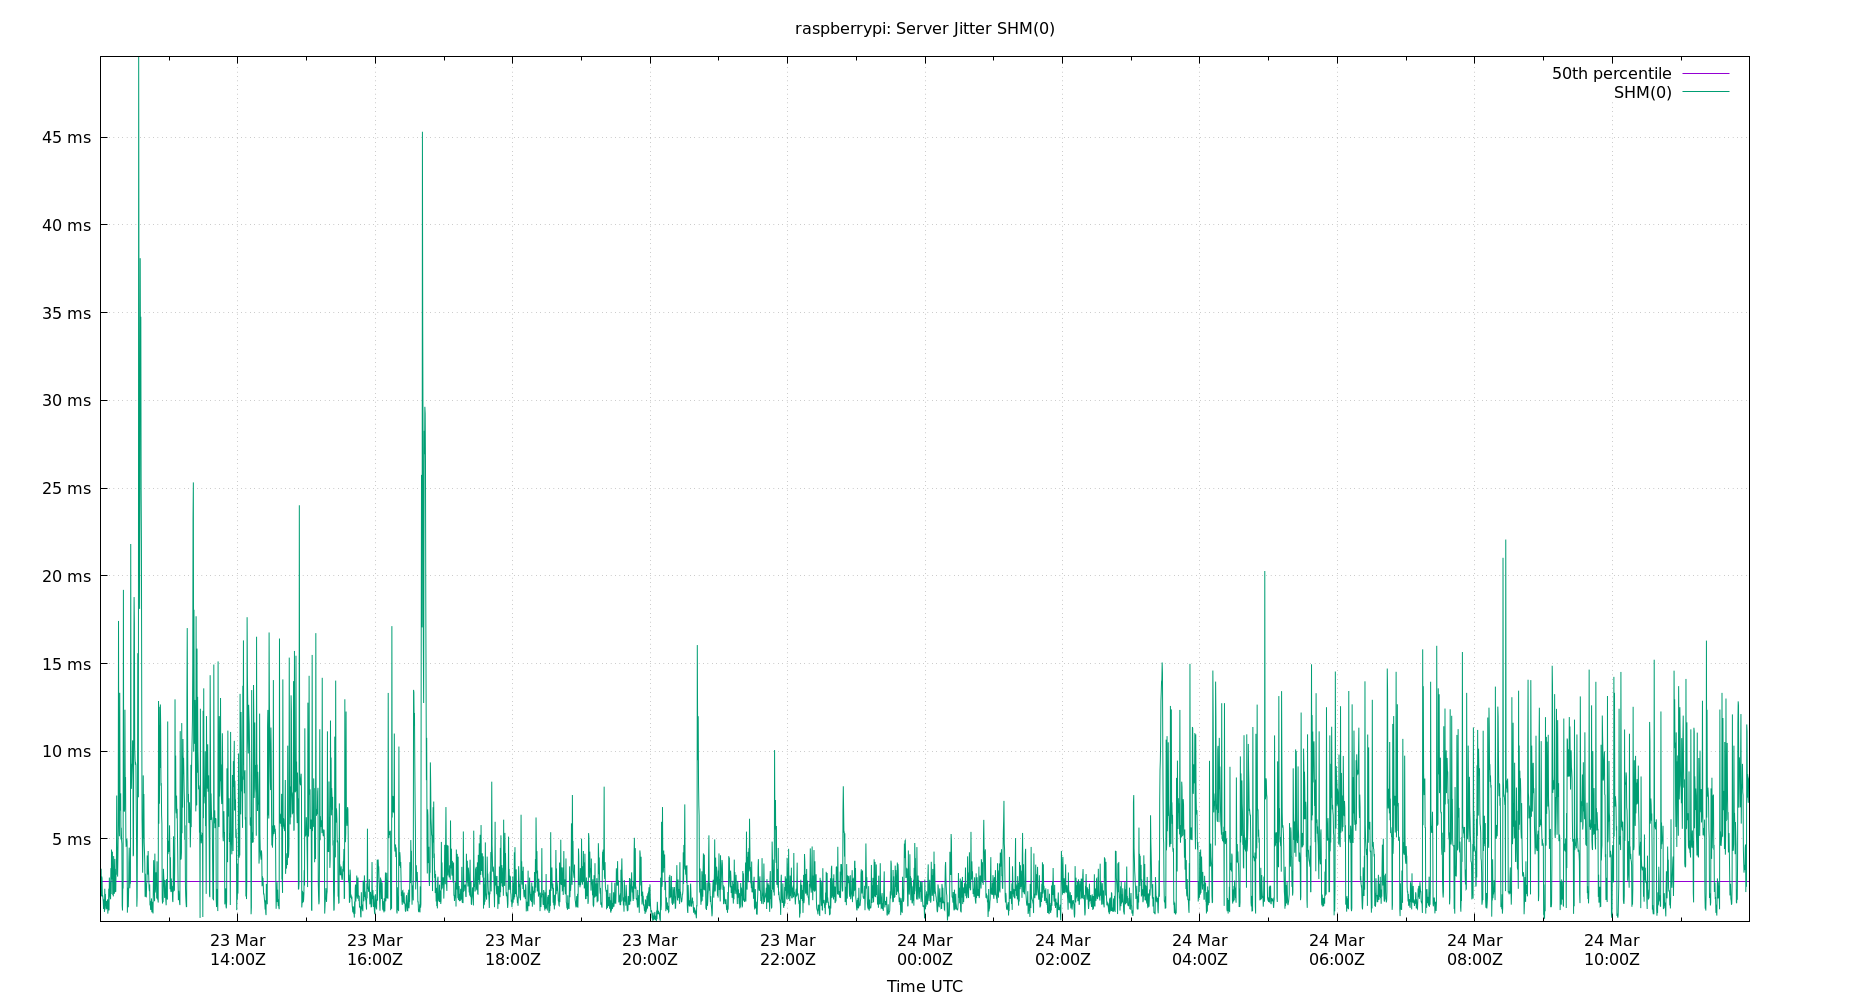 raspberrypi: Server Jitter SHM(0)
50th percentile
SHM(0)
45 ms
40 ms
35 ms
30 ms
25 ms
20 ms
15 ms
10 ms
5 ms
23 Mar 23 Mar 23 Mar 23 Mar 23 Mar 24 Mar 24 Mar 24 Mar 24 Mar 24 Mar 24 Mar
14:00Z 16:00Z 18:00Z 20:00Z 22:00Z 00:00Z 02:00Z 04:00Z 06:00Z 08:00Z 10:00Z
Time UTC